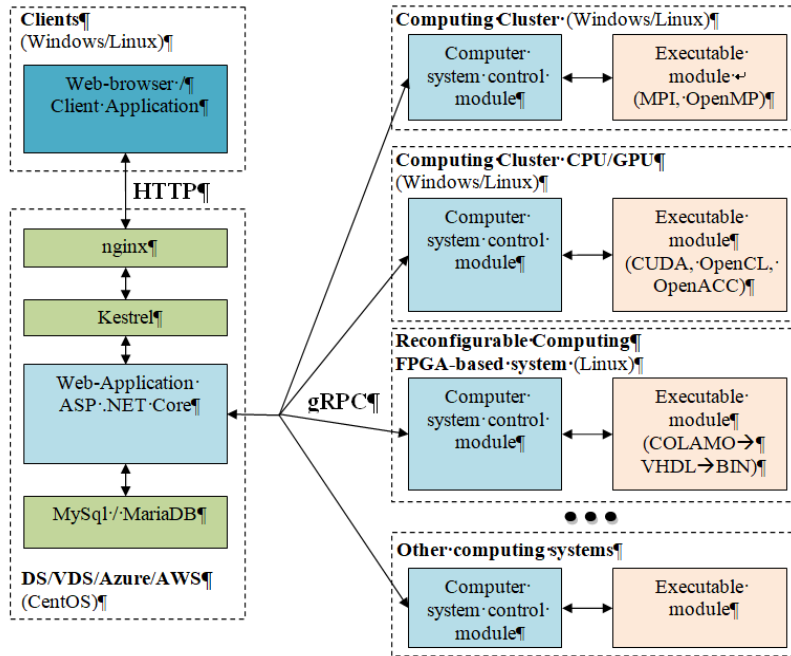 Clients¶
(Windows/Linux)¶
Web-browser·/¶
Client·Application¶
HTTP¶
nginx¶
Kestrel¶
Web-Application·
ASP·.NET·Core¶
MySql·/·MariaDB¶
DS/VDS/Azure/AWS¶
(CentOS)¶
gRPC¶
Computing·Cluster·(Windows/Linux)¶
Computer·
system·control·
module¶
Executable·
module·↵
(MPI,·OpenMP)¶
Computing·Cluster·CPU/GPU¶
(Windows/Linux)¶
Computer·
system·control·
module¶
Executable·
module¶
(CUDA,·OpenCL,·
OpenACC)¶
Reconfigurable·Computing¶
FPGA-based·system·(Linux)¶
Computer·
system·control·
module¶
Executable·
module¶
(COLAMO→¶
VHDL→BIN)¶
Other·computing·systems¶
Computer·
system·control·
module¶
Executable·
module¶